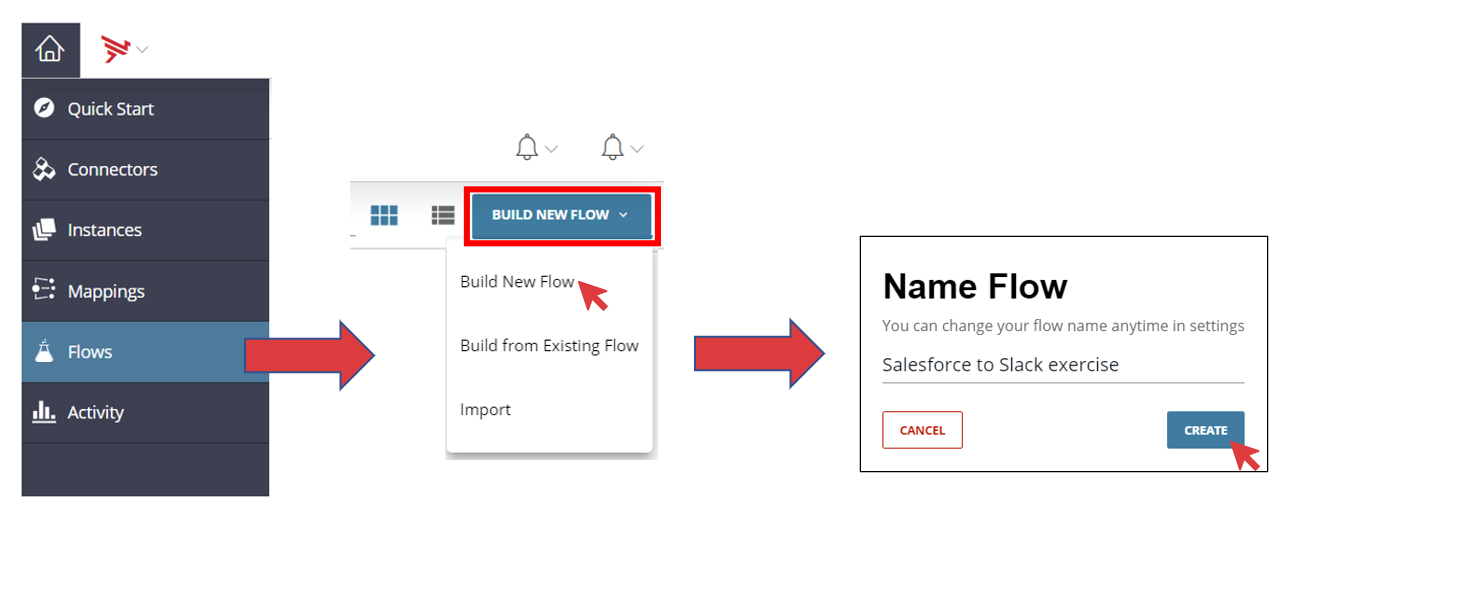 Quick Start
Connectors
Instances
Mappings
Flows
Activity
BUILD NEW FLOW
Build New Flow
Build from Existing Flow
Import
Name Flow
You can change your flow name anytime in settings
Salesforce to Slack exercise
CANCEL
CREATE